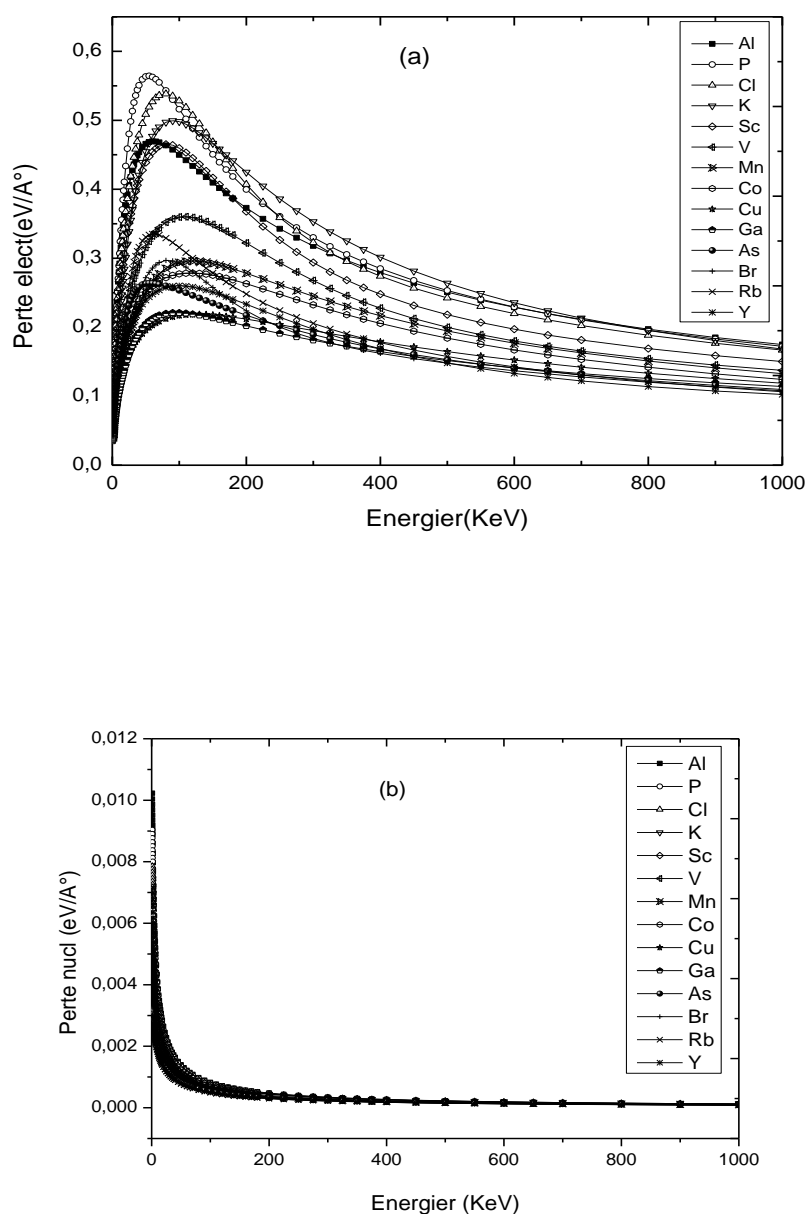 (a)
Perte elect(eV/A°)
0,6
0,5
0,4
0,3
0,2
0,1
0,0
0
200
400
600
800
1000
Energier(KeV)
Al
P
Cl
K
Sc
V
Mn
Co
Cu
Ga
As
Br
Rb
Y
(b)
Perte nucl (eV/A°)
0,012
0,010
0,008
0,006
0,004
0,002
0,000
0
200
400
600
800
1000
Energier (KeV)
Al
P
Cl
K
Sc
V
Mn
Co
Cu
Ga
As
Br
Rb
Y